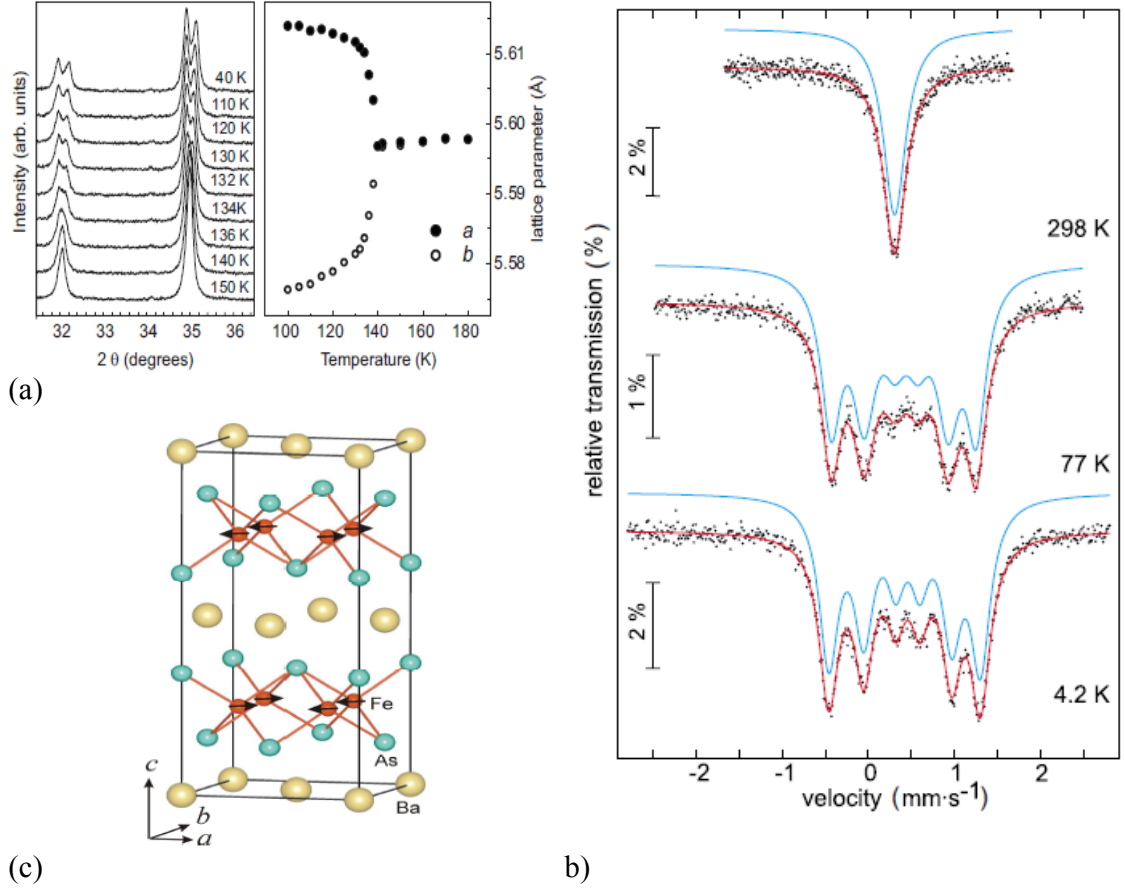 Intensity (arb. units)
40 K
110 K
120 K
130 K
132 K
134K
136 K
140 K
150 K
32 33 34 35 36
2 θ (degrees)
5.61
5.60
5.59
5.58
lattice parameter (Å)
a
b
100 120 140 160 180
Temperature (K)
(a)
relative transmission (%)
2 %
298 K
1 %
77 K
2 %
4.2 K
-2 -1 0 1 2
velocity (mm·s⁻¹)
b)
Fe
As
Ba
c
b
a
(c)